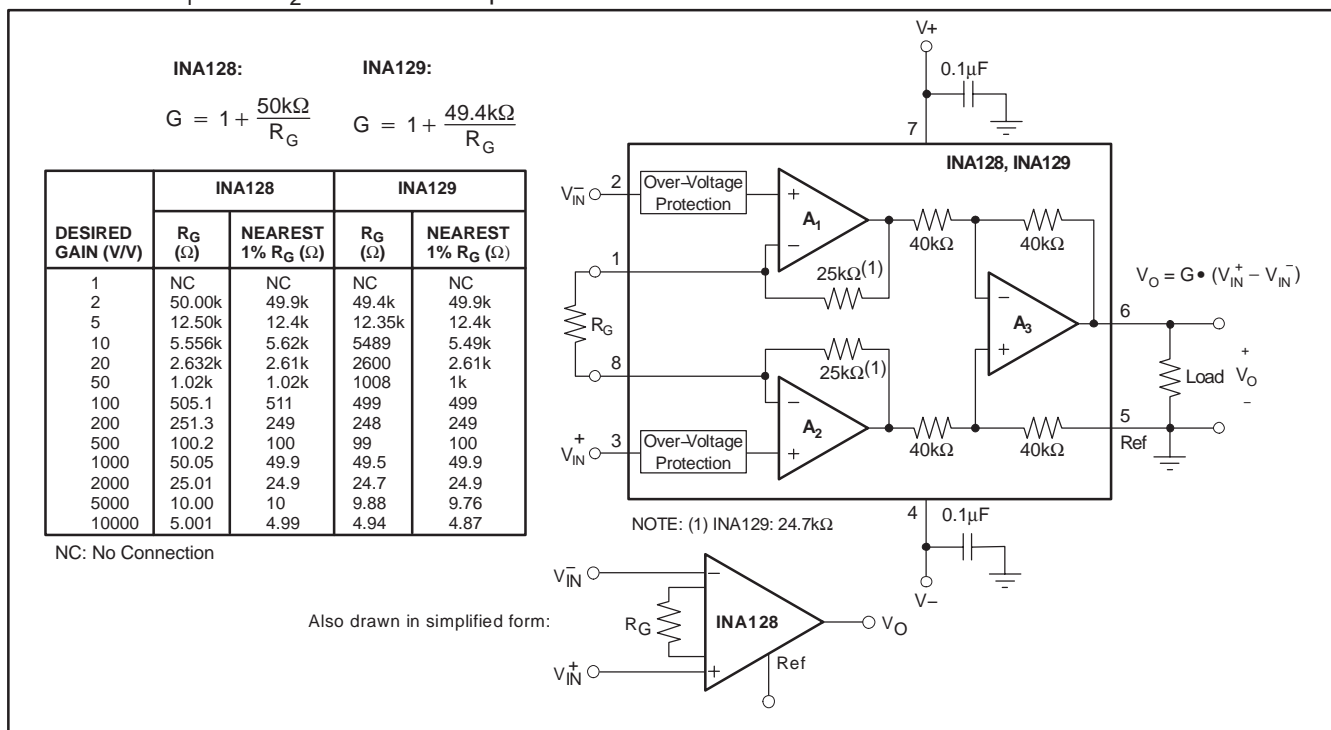 INA128:
INA129:
G = 1 + 50kΩ / R_G
G = 1 + 49.4kΩ / R_G
INA128 INA129
DESIRED GAIN (V/V) R_G (Ω) NEAREST 1% R_G (Ω) R_G (Ω) NEAREST 1% R_G (Ω)
1 NC NC NC NC
2 50.00k 49.9k 49.4k 49.9k
5 12.50k 12.4k 12.35k 12.4k
10 5.556k 5.62k 5489 5.49k
20 2.632k 2.61k 2600 2.61k
50 1.02k 1.02k 1008 1k
100 505.1 511 499 499
200 251.3 249 248 249
500 100.2 100 99 100
1000 50.05 49.9 49.5 49.9
2000 25.01 24.9 24.7 24.9
5000 10.00 10 9.88 9.76
10000 5.001 4.99 4.94 4.87
NC: No Connection
V+
0.1μF
7
INA128, INA129
V_IN^- 2 Over-Voltage Protection
+
A1
−
40kΩ 40kΩ
1
25kΩ(1)
R_G
−
A3
+
6
V_O = G • (V_IN^+ − V_IN^-)
8
25kΩ(1)
Load
+
V_O
−
−
A2
+
V_IN^+ 3 Over-Voltage Protection
40kΩ 40kΩ
5
Ref
4
0.1μF
V−
NOTE: (1) INA129: 24.7kΩ
Also drawn in simplified form:
V_IN^-
−
R_G
INA128
V_O
+
V_IN^+
Ref